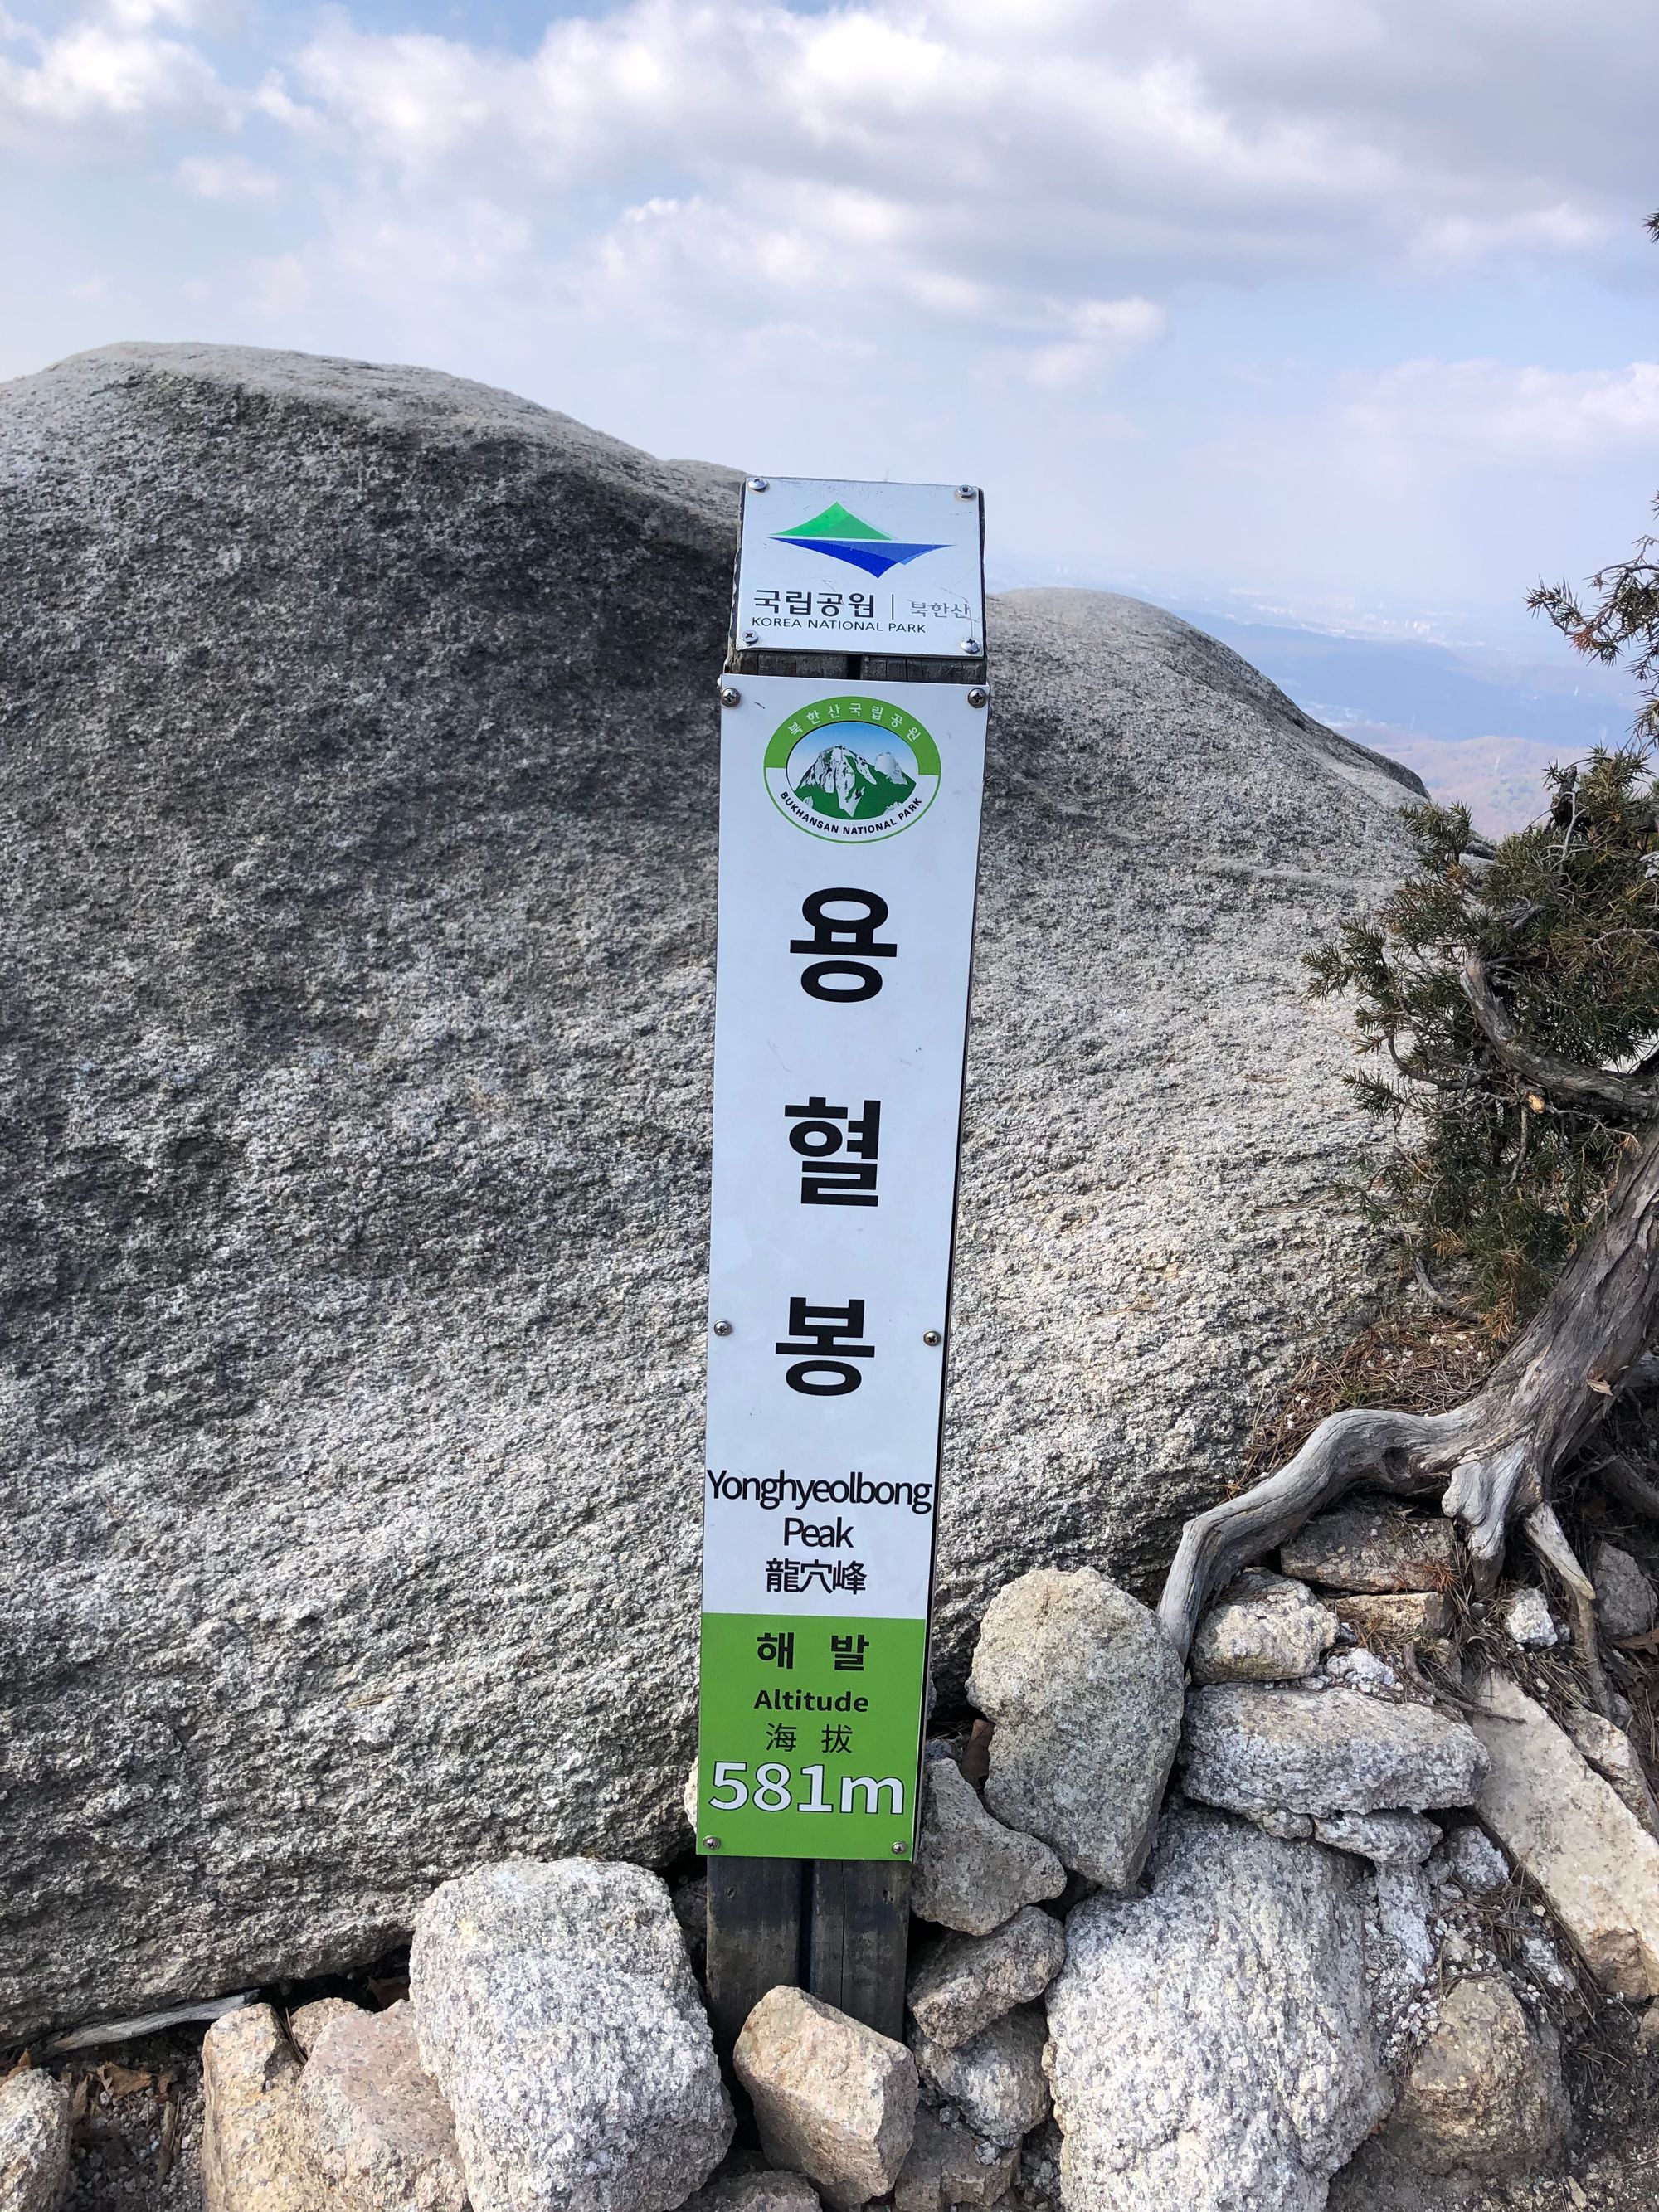 국립공원 | 북한산
KOREA NATIONAL PARK
북한산국립공원
BUKHANSAN NATIONAL PARK
용
혈
봉
Yonghyeolbong
Peak
龍穴峰
해 발
Altitude
海 拔
581m